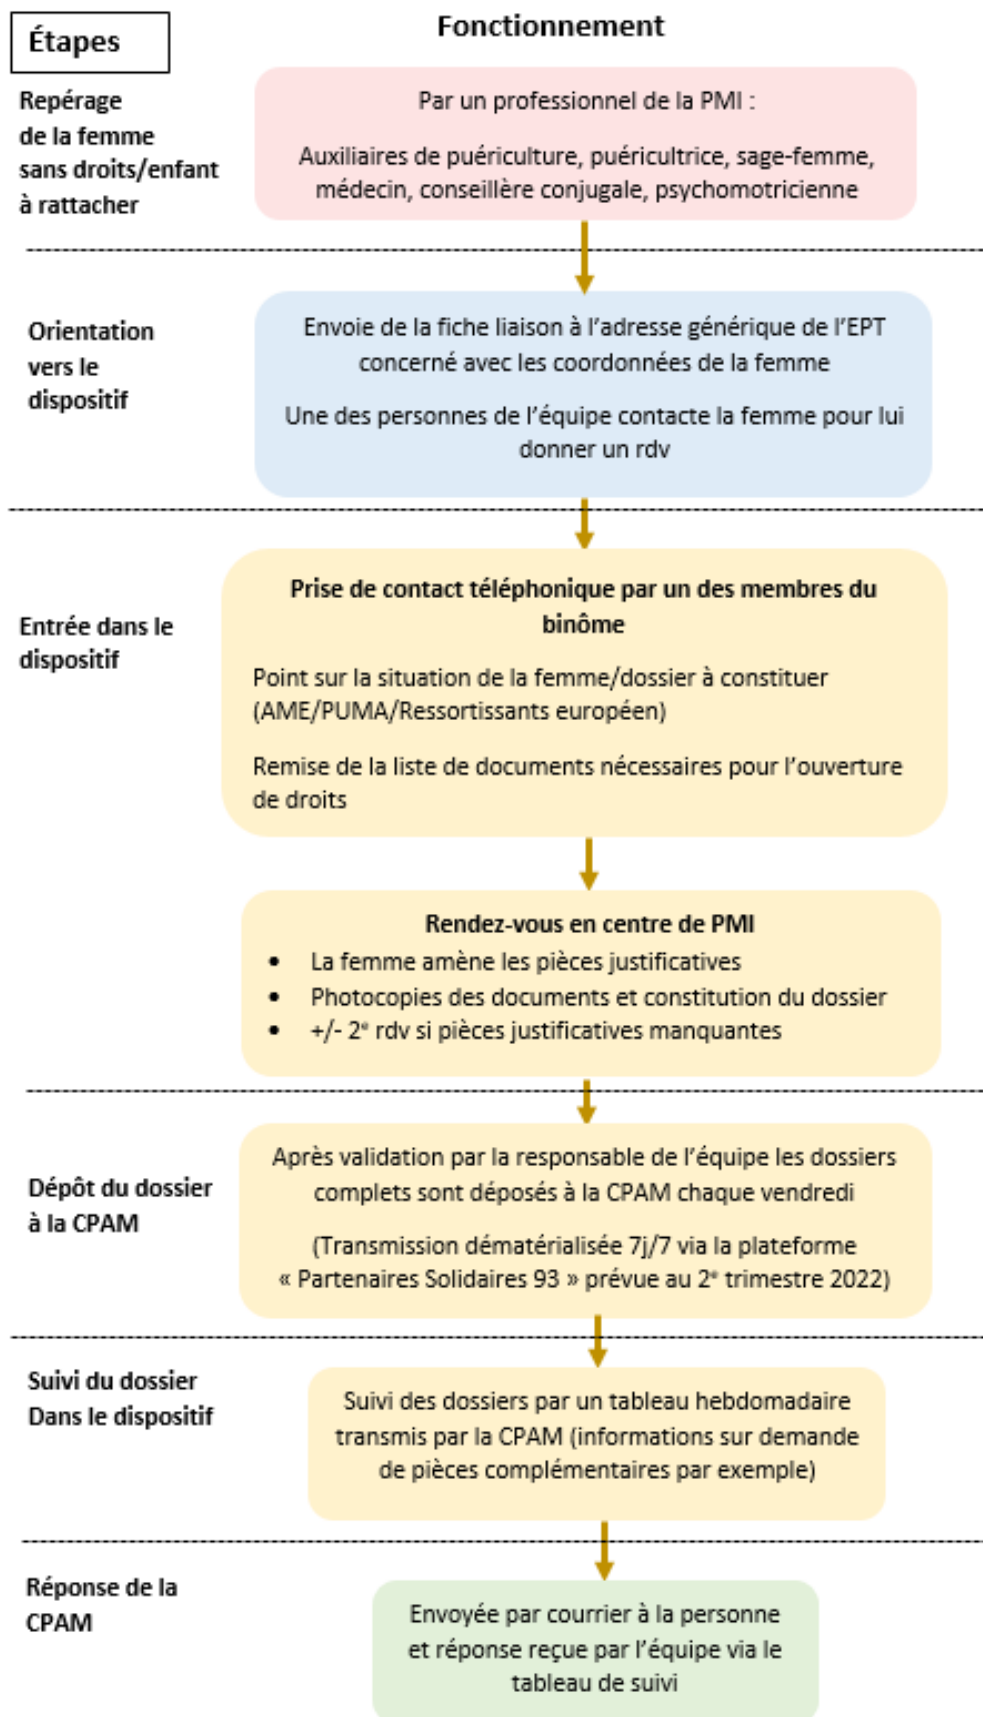 Étapes
Fonctionnement
Repérage
de la femme
sans droits/enfant
à rattacher
Par un professionnel de la PMI :
Auxiliaires de puériculture, puéricultrice, sage-femme,
médecin, conseillère conjugale, psychomotricienne
Orientation
vers le
dispositif
Envoie de la fiche liaison à l'adresse générique de l'EPT
concerné avec les coordonnées de la femme
Une des personnes de l'équipe contacte la femme pour lui
donner un rdv
Entrée dans le
dispositif
Prise de contact téléphonique par un des membres du
binôme
Point sur la situation de la femme/dossier à constituer
(AME/PUMA/Ressortissants européen)
Remise de la liste de documents nécessaires pour l'ouverture
de droits
Rendez-vous en centre de PMI
• La femme amène les pièces justificatives
• Photocopies des documents et constitution du dossier
• +/- 2e rdv si pièces justificatives manquantes
Dépôt du dossier
à la CPAM
Après validation par la responsable de l'équipe les dossiers
complets sont déposés à la CPAM chaque vendredi
(Transmission dématérialisée 7j/7 via la plateforme
« Partenaires Solidaires 93 » prévue au 2e trimestre 2022)
Suivi du dossier
Dans le dispositif
Suivi des dossiers par un tableau hebdomadaire
transmis par la CPAM (informations sur demande
de pièces complémentaires par exemple)
Réponse de la
CPAM
Envoyée par courrier à la personne
et réponse reçue par l'équipe via le
tableau de suivi